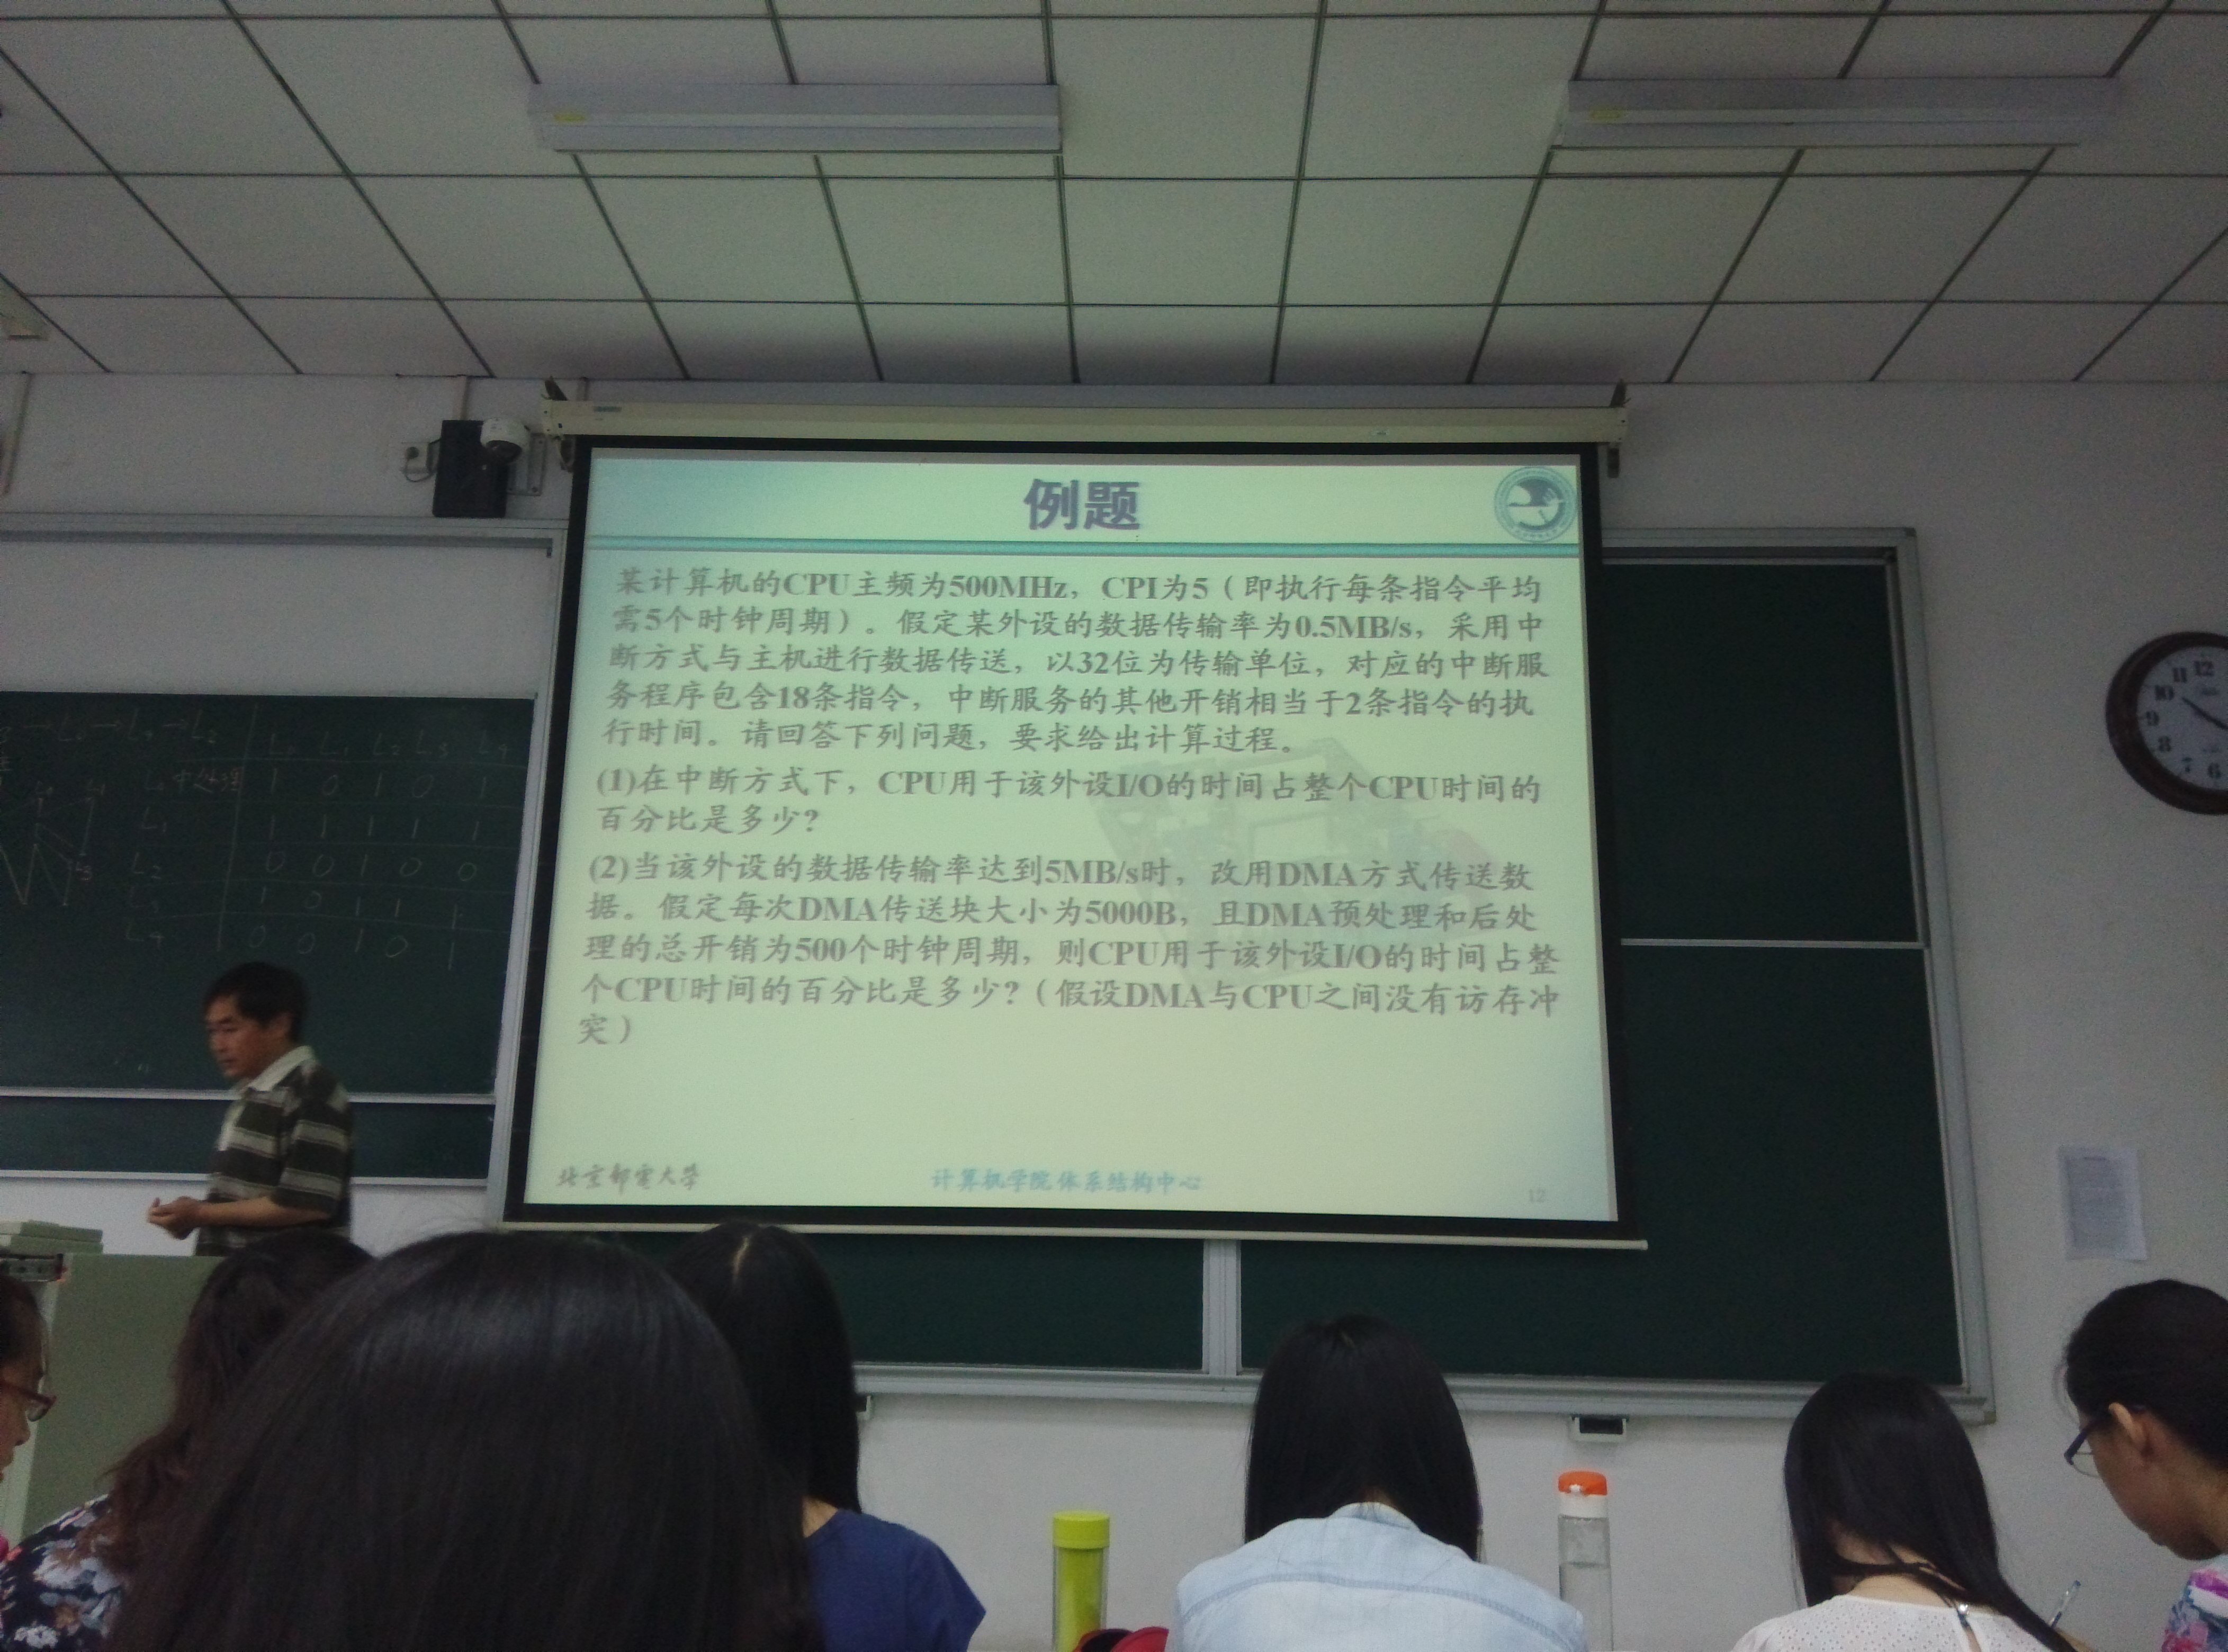 例题
某计算机的CPU主频为500MHz，CPI为5（即执行每条指令平均
需5个时钟周期）。假定某外设的数据传输率为0.5MB/s，采用中
断方式与主机进行数据传送，以32位为传输单位，对应的中断服
务程序包含18条指令，中断服务的其他开销相当于2条指令的执
行时间。请回答下列问题，要求给出计算过程。
(1)在中断方式下，CPU用于该外设I/O的时间占整个CPU时间的
百分比是多少？
(2)当该外设的数据传输率达到5MB/s时，改用DMA方式传送数
据。假定每次DMA传送块大小为5000B，且DMA预处理和后处
理的总开销为500个时钟周期，则CPU用于该外设I/O的时间占整
个CPU时间的百分比是多少？（假设DMA与CPU之间没有访存冲
突）
北京邮电大学
计算机学院体系结构中心
12
L₀ L₁ L₂ L₃ L₄
中处理 1 0 1 0 1
L₁ 1 1 1 1 1
L₂ 0 0 1 0 0
L₃ 1 0 1 1 1
L₄ 0 0 1 0 1
12
11
10
9
8
7
6